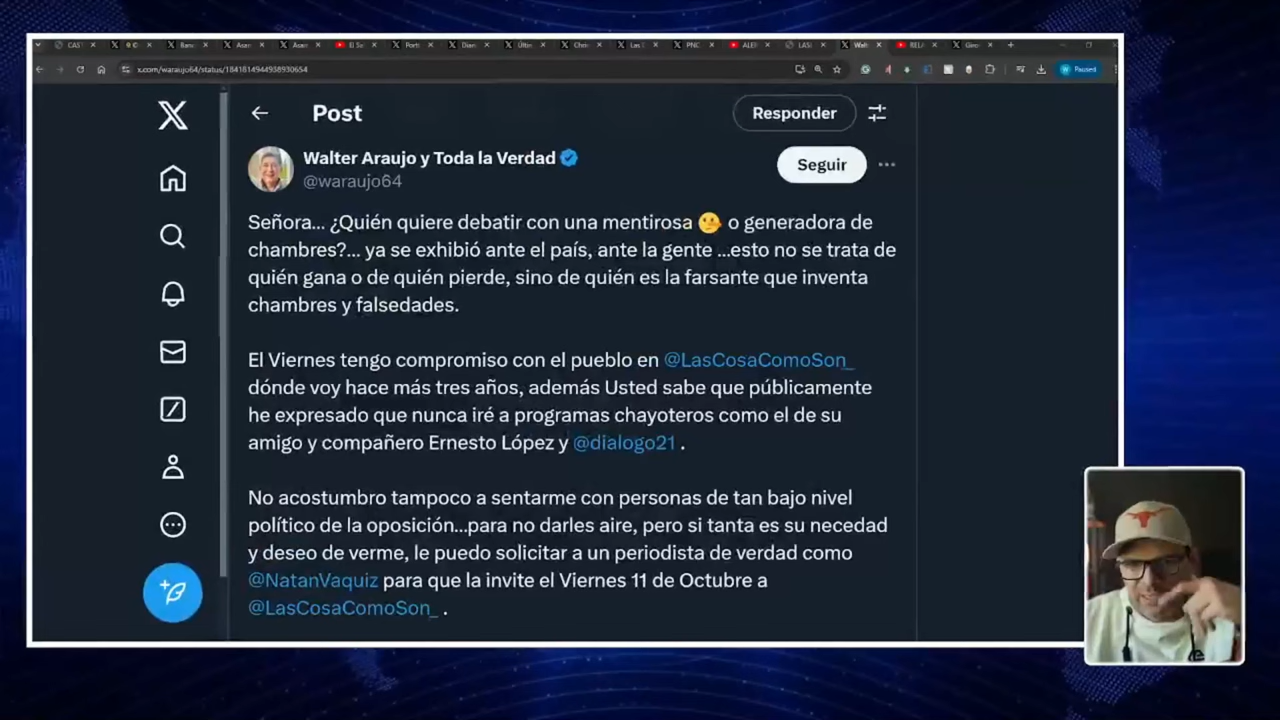 x.com/waraujo64/status/1841814944938930654
Paused
Post
Responder
Walter Araujo y Toda la Verdad
@waraujo64
Seguir
Señora... ¿Quién quiere debatir con una mentirosa 🤥 o generadora de
chambres?... ya se exhibió ante el país, ante la gente ...esto no se trata de
quién gana o de quién pierde, sino de quién es la farsante que inventa
chambres y falsedades.
El Viernes tengo compromiso con el pueblo en @LasCosaComoSon_
dónde voy hace más tres años, además Usted sabe que públicamente
he expresado que nunca iré a programas chayoteros como el de su
amigo y compañero Ernesto López y @dialogo21 .
No acostumbro tampoco a sentarme con personas de tan bajo nivel
político de la oposición...para no darles aire, pero si tanta es su necedad
y deseo de verme, le puedo solicitar a un periodista de verdad como
@NatanVaquiz para que la invite el Viernes 11 de Octubre a
@LasCosaComoSon_ .